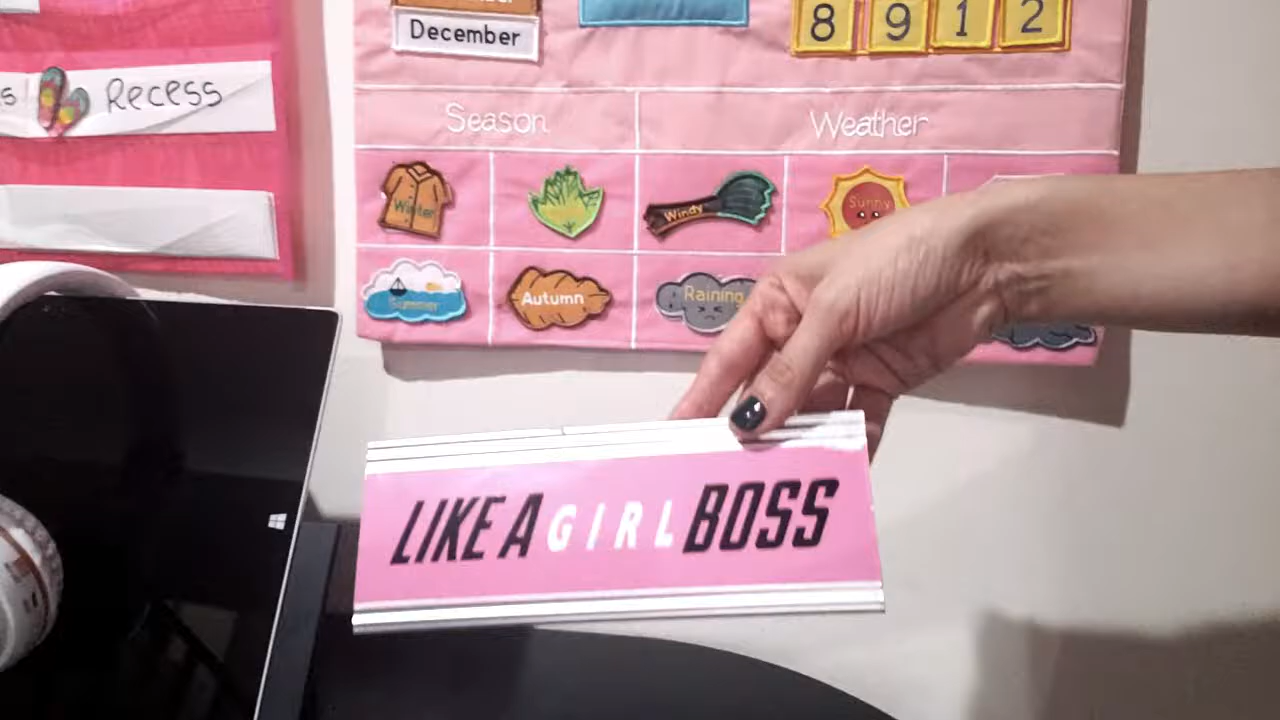 December
8 9 1 2
Recess
Season
Weather
Winter
Windy
Sunny
Summer
Autumn
Raining
LIKE A GIRL BOSS